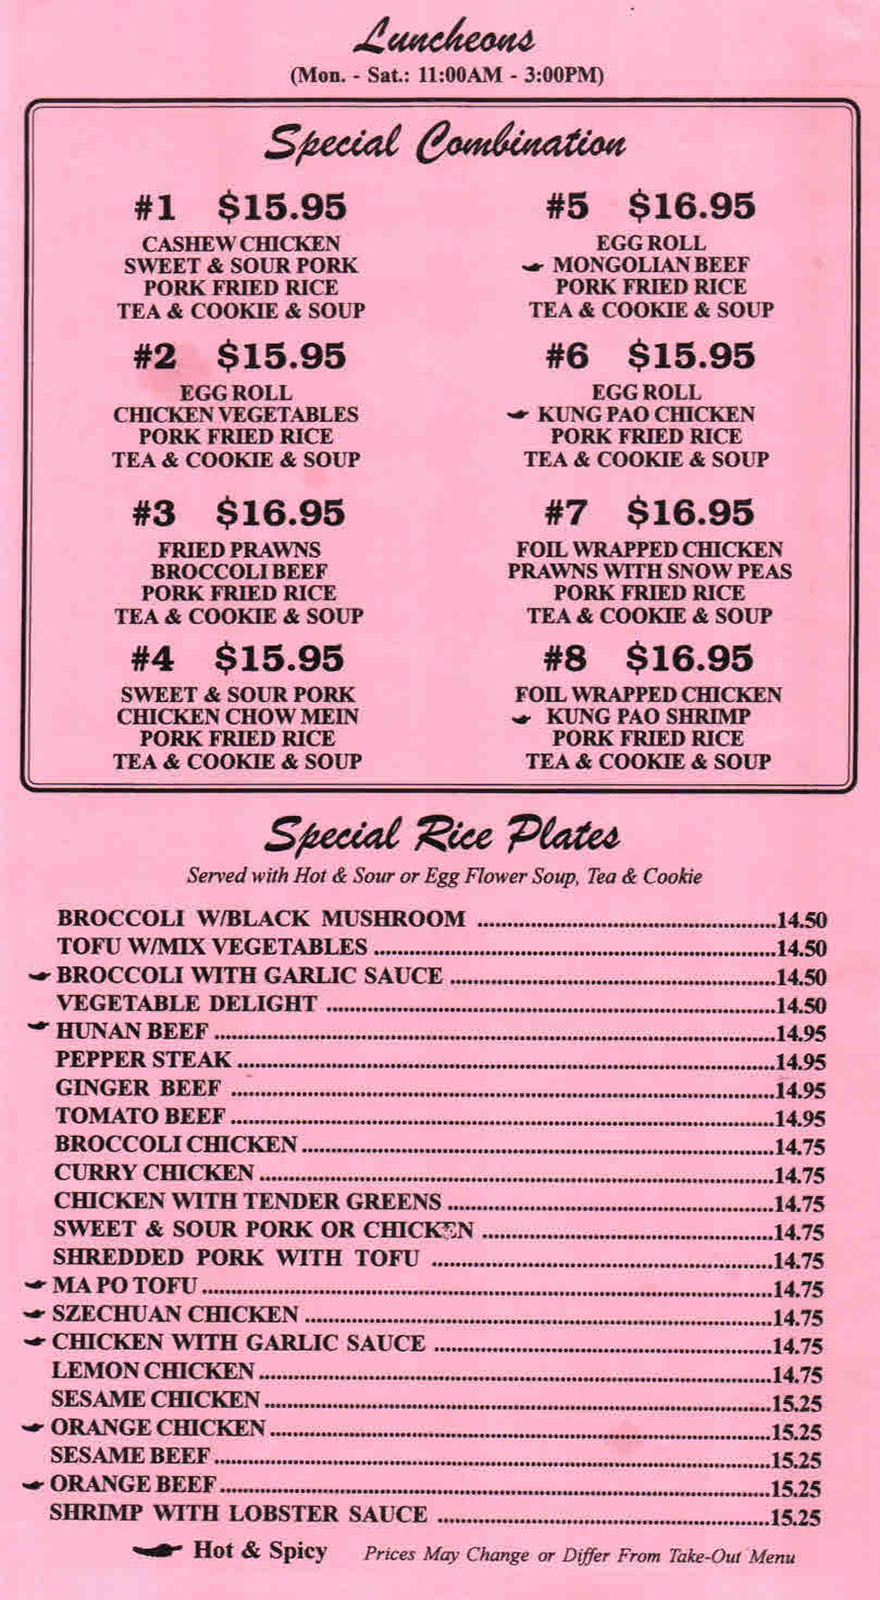 Luncheons
(Mon. - Sat.: 11:00AM - 3:00PM)
Special Combination
#1 $15.95
CASHEW CHICKEN
SWEET & SOUR PORK
PORK FRIED RICE
TEA & COOKIE & SOUP
#2 $15.95
EGG ROLL
CHICKEN VEGETABLES
PORK FRIED RICE
TEA & COOKIE & SOUP
#3 $16.95
FRIED PRAWNS
BROCCOLI BEEF
PORK FRIED RICE
TEA & COOKIE & SOUP
#4 $15.95
SWEET & SOUR PORK
CHICKEN CHOW MEIN
PORK FRIED RICE
TEA & COOKIE & SOUP
#5 $16.95
EGG ROLL
MONGOLIAN BEEF
PORK FRIED RICE
TEA & COOKIE & SOUP
#6 $15.95
EGG ROLL
KUNG PAO CHICKEN
PORK FRIED RICE
TEA & COOKIE & SOUP
#7 $16.95
FOIL WRAPPED CHICKEN
PRAWNS WITH SNOW PEAS
PORK FRIED RICE
TEA & COOKIE & SOUP
#8 $16.95
FOIL WRAPPED CHICKEN
KUNG PAO SHRIMP
PORK FRIED RICE
TEA & COOKIE & SOUP
Special Rice Plates
Served with Hot & Sour or Egg Flower Soup, Tea & Cookie
BROCCOLI W/BLACK MUSHROOM ........ 14.50
TOFU W/MIX VEGETABLES ........ 14.50
BROCCOLI WITH GARLIC SAUCE ........ 14.50
VEGETABLE DELIGHT ........ 14.50
HUNAN BEEF ........ 14.95
PEPPER STEAK ........ 14.95
GINGER BEEF ........ 14.95
TOMATO BEEF ........ 14.95
BROCCOLI CHICKEN ........ 14.75
CURRY CHICKEN ........ 14.75
CHICKEN WITH TENDER GREENS ........ 14.75
SWEET & SOUR PORK OR CHICKEN ........ 14.75
SHREDDED PORK WITH TOFU ........ 14.75
MA PO TOFU ........ 14.75
SZECHUAN CHICKEN ........ 14.75
CHICKEN WITH GARLIC SAUCE ........ 14.75
LEMON CHICKEN ........ 14.75
SESAME CHICKEN ........ 15.25
ORANGE CHICKEN ........ 15.25
SESAME BEEF ........ 15.25
ORANGE BEEF ........ 15.25
SHRIMP WITH LOBSTER SAUCE ........ 15.25
Hot & Spicy Prices May Change or Differ From Take-Out Menu